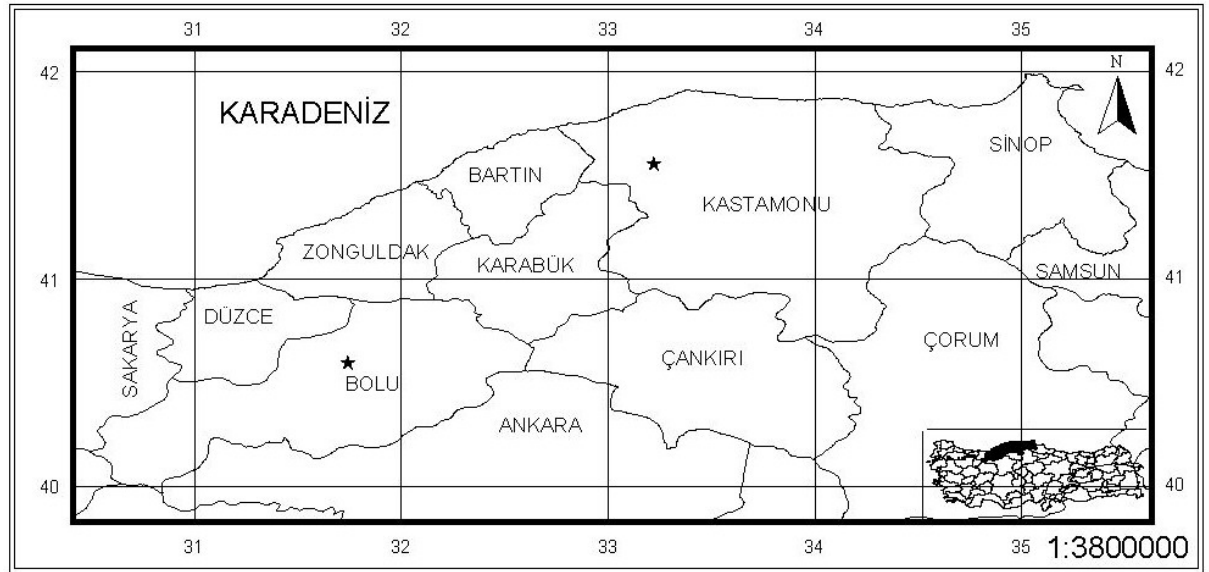 31 32 33 34 35
42 42
N
KARADENİZ
SİNOP
BARTIN
KASTAMONU
ZONGULDAK
KARABÜK
SAMSUN
41 41
DÜZCE
SAKARYA
ÇORUM
ÇANKIRI
BOLU
ANKARA
40 40
31 32 33 34 35
1:3800000